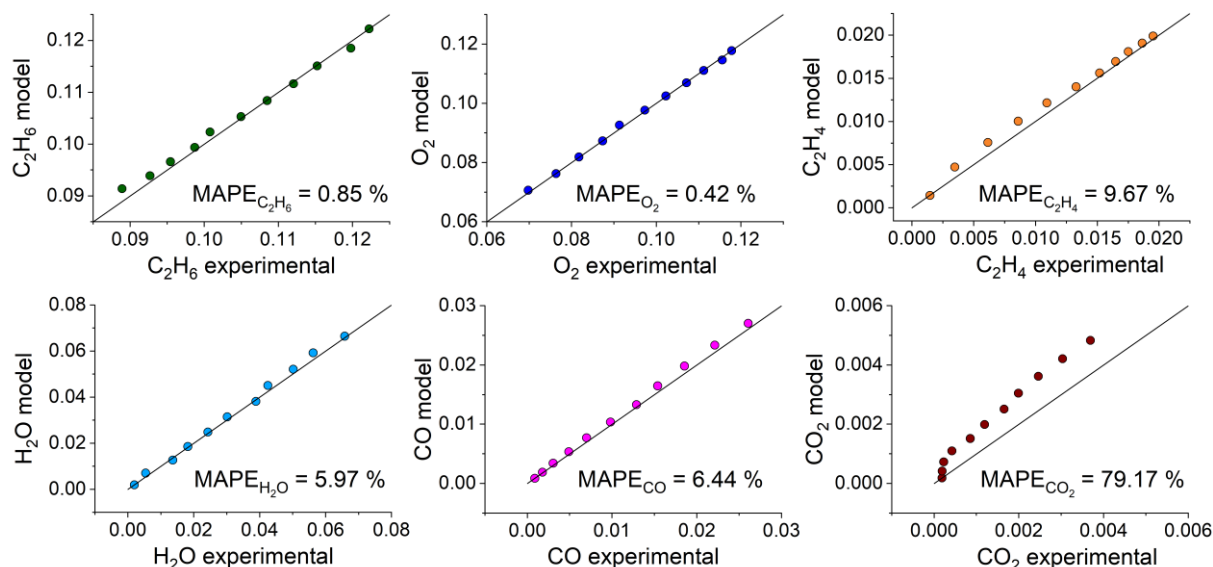 C₂H₆ model
0.12
0.11
0.10
0.09
MAPE_C₂H₆ = 0.85 %
0.09 0.10 0.11 0.12
C₂H₆ experimental
O₂ model
0.12
0.10
0.08
0.06
MAPE_O₂ = 0.42 %
0.06 0.08 0.10 0.12
O₂ experimental
C₂H₄ model
0.020
0.015
0.010
0.005
0.000
MAPE_C₂H₄ = 9.67 %
0.000 0.005 0.010 0.015 0.020
C₂H₄ experimental
H₂O model
0.08
0.06
0.04
0.02
0.00
MAPE_H₂O = 5.97 %
0.00 0.02 0.04 0.06 0.08
H₂O experimental
CO model
0.03
0.02
0.01
0.00
MAPE_CO = 6.44 %
0.00 0.01 0.02 0.03
CO experimental
CO₂ model
0.006
0.004
0.002
0.000
MAPE_CO₂ = 79.17 %
0.000 0.002 0.004 0.006
CO₂ experimental